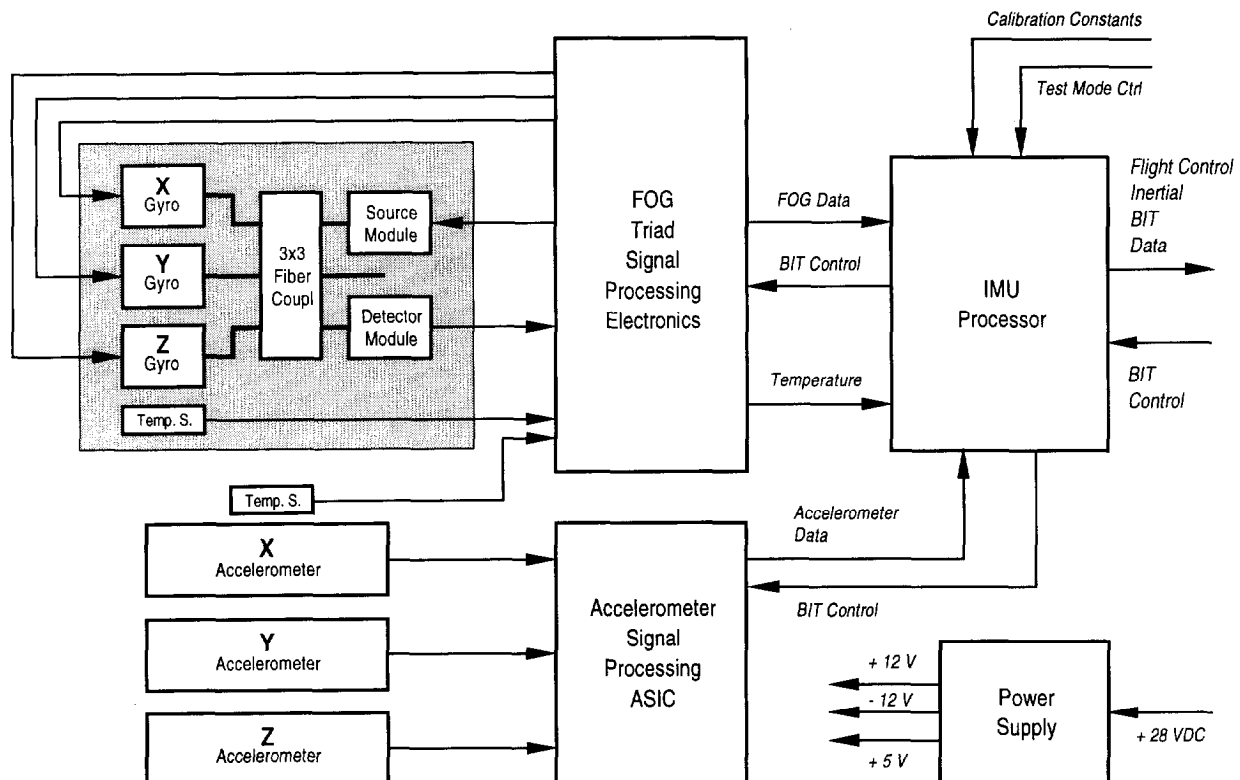 Calibration Constants
Test Mode Ctrl
X
Gyro
Y
Gyro
Z
Gyro
Temp. S.
3x3
Fiber
Coupl
Source
Module
Detector
Module
Temp. S.
FOG
Triad
Signal
Processing
Electronics
FOG Data
BIT Control
Temperature
IMU
Processor
Flight Control
Inertial
BIT
Data
BIT
Control
X
Accelerometer
Y
Accelerometer
Z
Accelerometer
Accelerometer
Signal
Processing
ASIC
Accelerometer
Data
BIT Control
+ 12 V
- 12 V
+ 5 V
Power
Supply
+ 28 VDC